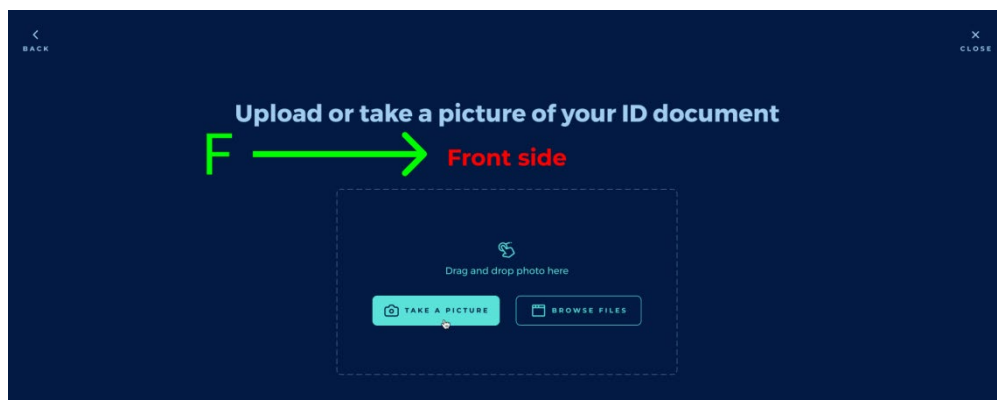 BACK
CLOSE
Upload or take a picture of your ID document
F
Front side
Drag and drop photo here
TAKE A PICTURE
BROWSE FILES